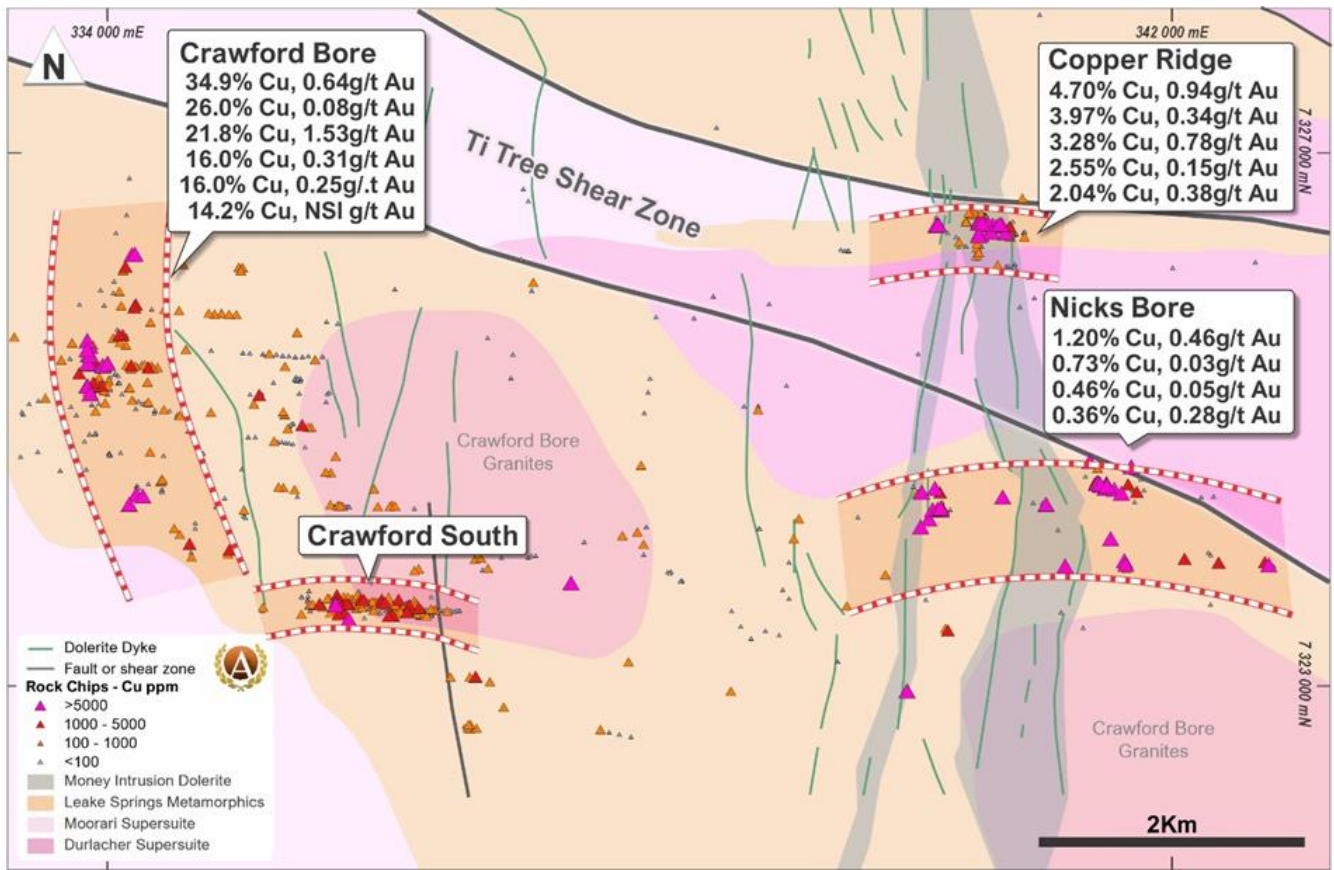 334 000 mE
342 000 mE
N
Crawford Bore
34.9% Cu, 0.64g/t Au
26.0% Cu, 0.08g/t Au
21.8% Cu, 1.53g/t Au
16.0% Cu, 0.31g/t Au
16.0% Cu, 0.25g/.t Au
14.2% Cu, NSI g/t Au
Copper Ridge
4.70% Cu, 0.94g/t Au
3.97% Cu, 0.34g/t Au
3.28% Cu, 0.78g/t Au
2.55% Cu, 0.15g/t Au
2.04% Cu, 0.38g/t Au
7 327 000 mN
Ti Tree Shear Zone
Nicks Bore
1.20% Cu, 0.46g/t Au
0.73% Cu, 0.03g/t Au
0.46% Cu, 0.05g/t Au
0.36% Cu, 0.28g/t Au
Crawford Bore
Granites
Crawford South
7 323 000 mN
Dolerite Dyke
Fault or shear zone
Rock Chips - Cu ppm
>5000
1000 - 5000
100 - 1000
<100
Money Intrusion Dolerite
Leake Springs Metamorphics
Moorari Supersuite
Durlacher Supersuite
A
Crawford Bore
Granites
2Km